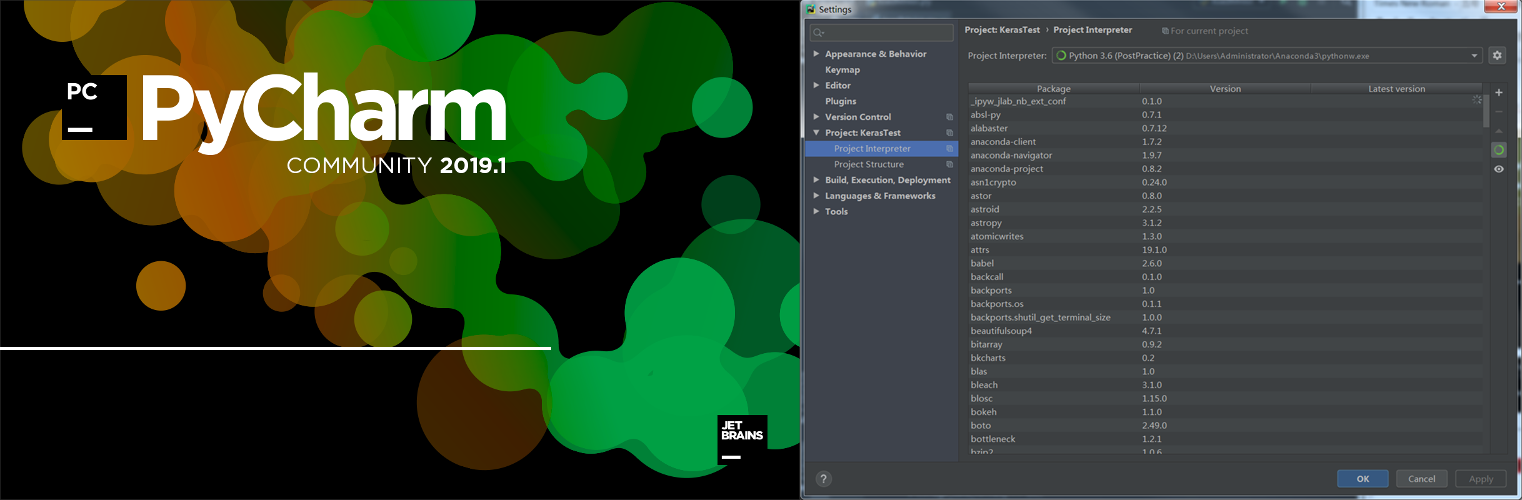 PC
PyCharm
COMMUNITY 2019.1
JET
BRAINS
Settings
Appearance & Behavior
Keymap
Editor
Plugins
Version Control
Project: KerasTest
Project Interpreter
Project Structure
Build, Execution, Deployment
Languages & Frameworks
Tools
Project: KerasTest › Project Interpreter For current project
Project Interpreter: Python 3.6 (PostPractice) (2) D:\Users\Administrator\Anaconda3\pythonw.exe
Package Version Latest version
_ipyw_jlab_nb_ext_conf 0.1.0
absl-py 0.7.1
alabaster 0.7.12
anaconda-client 1.7.2
anaconda-navigator 1.9.7
anaconda-project 0.8.2
asn1crypto 0.24.0
astor 0.8.0
astroid 2.2.5
astropy 3.1.2
atomicwrites 1.3.0
attrs 19.1.0
babel 2.6.0
backcall 0.1.0
backports 1.0
backports.os 0.1.1
backports.shutil_get_terminal_size 1.0.0
beautifulsoup4 4.7.1
bitarray 0.9.2
bkcharts 0.2
blas 1.0
bleach 3.1.0
blosc 1.15.0
bokeh 1.1.0
boto 2.49.0
bottleneck 1.2.1
bzip2 1.0.6
? OK Cancel Apply